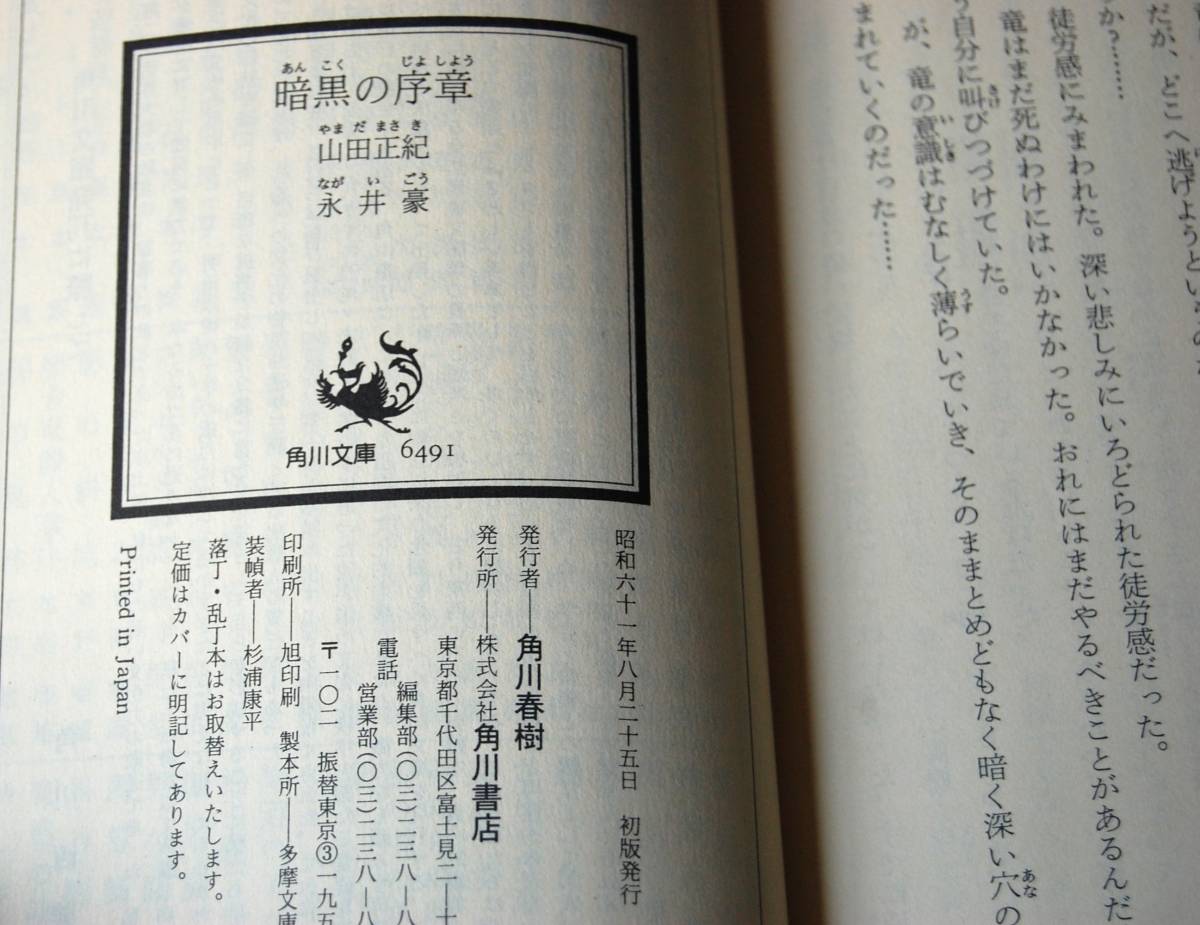 だが、どこへ逃げようという
か？……
徒労感にみまわれた。深い悲しみにいろどられた徒労感だった。
竜はまだ死ぬわけにはいかなかった。おれにはまだやるべきことがあるんだ
う自分に叫びつづけていた。
が、竜の意識はむなしく薄らいでいき、そのままとめどもなく暗く深い穴の
まれていくのだった……
暗黒の序章
山田正紀
永井豪
角川文庫 6491
昭和六十一年八月二十五日 初版発行
発行者――角川春樹
発行所――株式会社角川書店
東京都千代田区富士見二―十
電話 編集部(〇三)二三八―八
営業部(〇三)二三八―八
〒一〇二 振替東京③一九五
印刷所――旭印刷 製本所――多摩文庫
装幀者――杉浦康平
落丁・乱丁本はお取替えいたします。
定価はカバーに明記してあります。
Printed in Japan